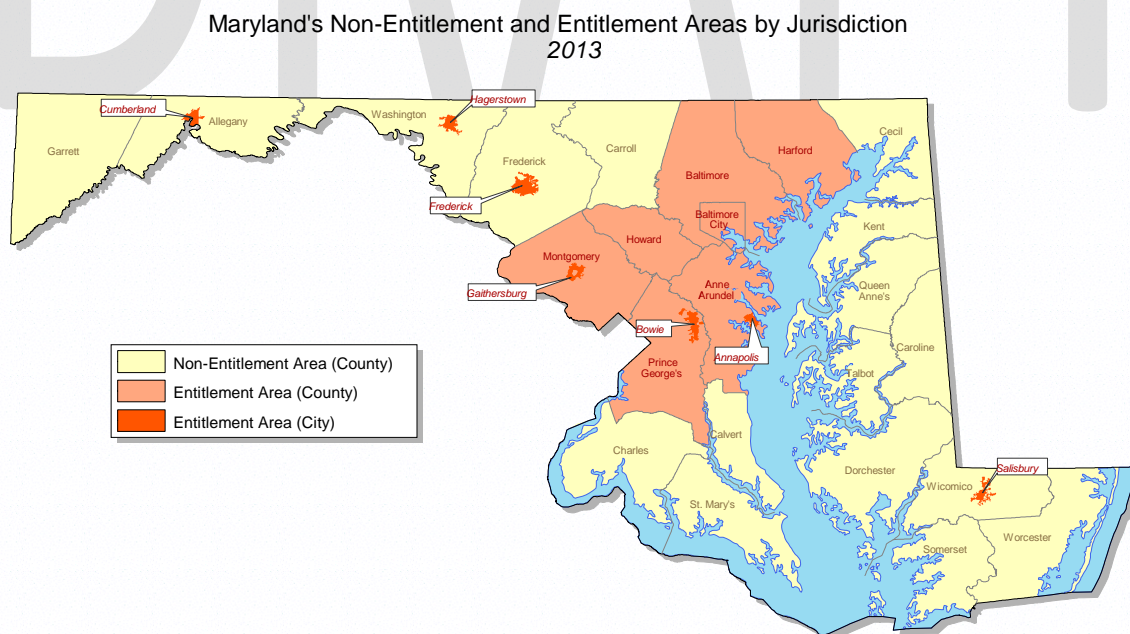 Maryland's Non-Entitlement and Entitlement Areas by Jurisdiction
2013
Cumberland
Hagerstown
Garrett
Allegany
Washington
Frederick
Carroll
Frederick
Baltimore
Harford
Cecil
Baltimore
City
Kent
Howard
Montgomery
Gaithersburg
Anne
Arundel
Queen
Anne's
Bowie
Annapolis
Prince
George's
Caroline
Talbot
Non-Entitlement Area (County)
Entitlement Area (County)
Entitlement Area (City)
Charles
Calvert
St. Mary's
Dorchester
Wicomico
Salisbury
Somerset
Worcester